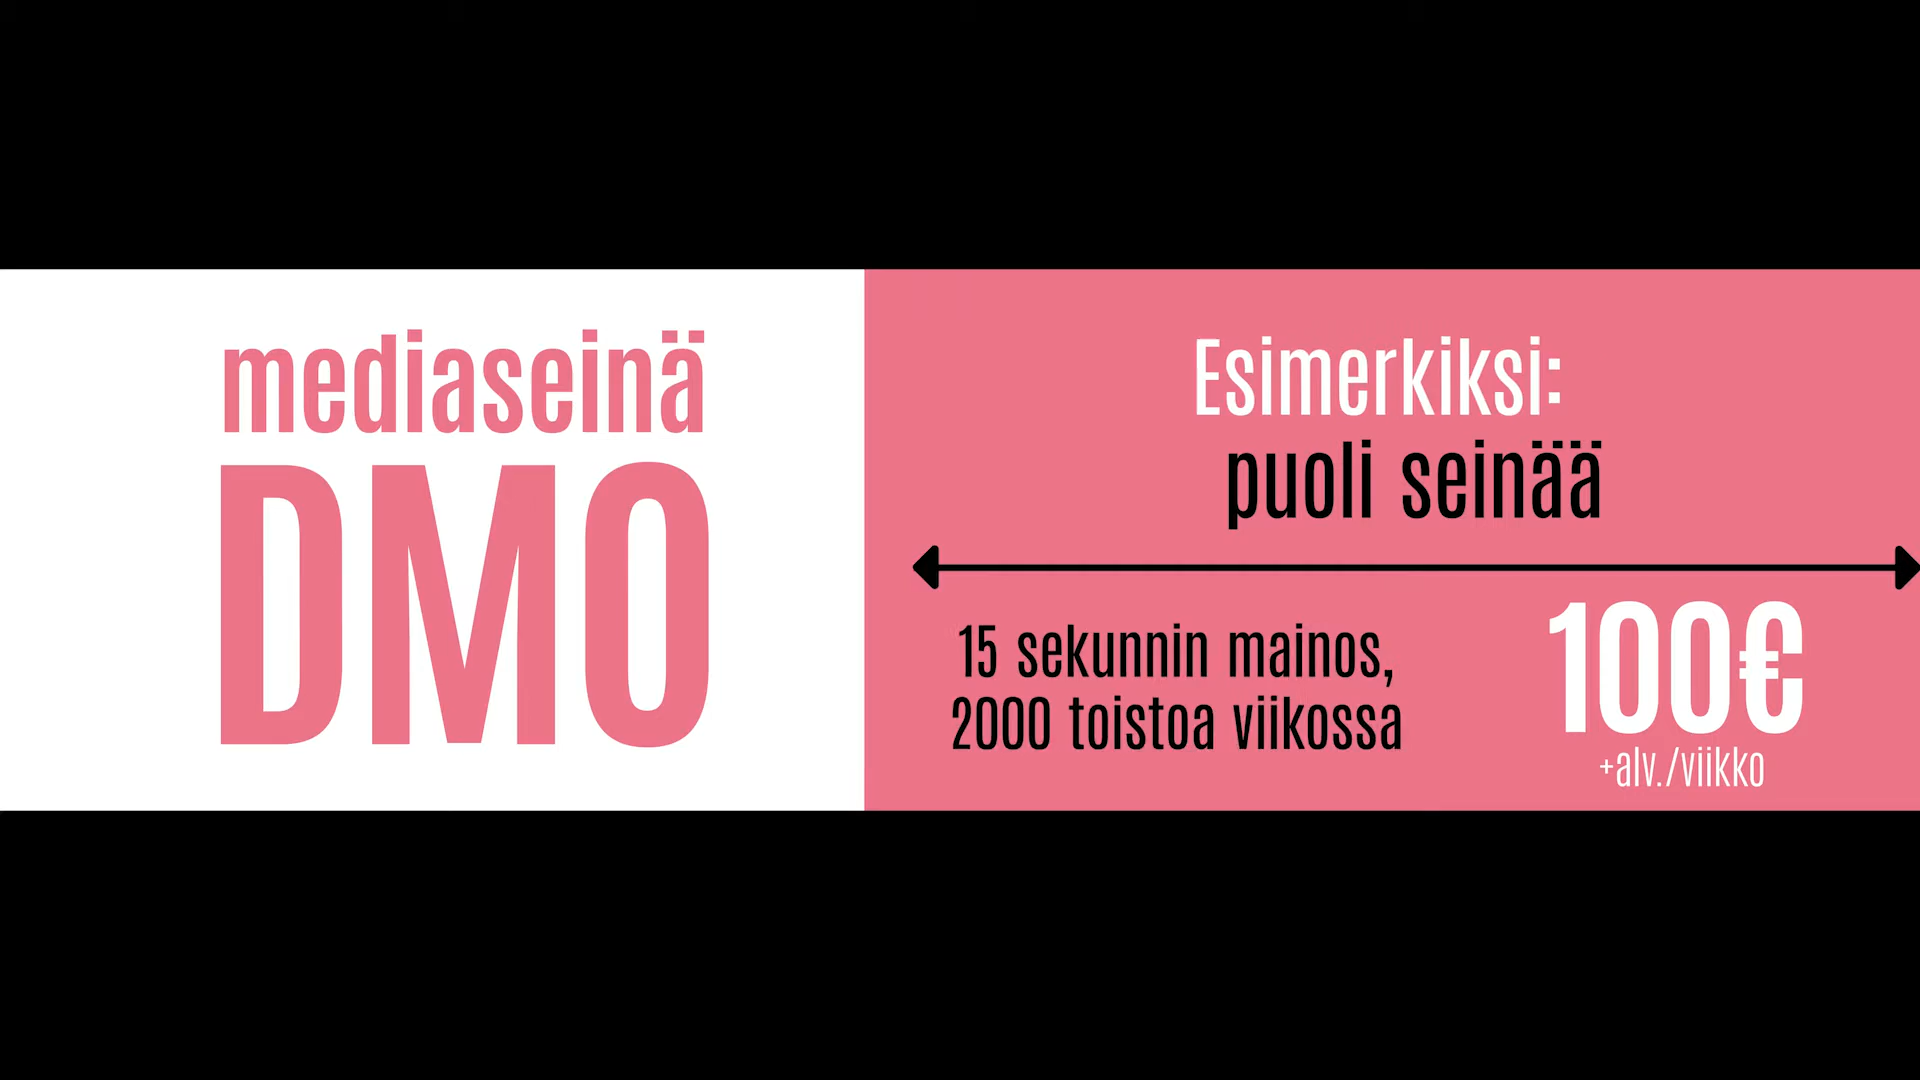 mediaseinä
DMO
Esimerkiksi:
puoli seinää
15 sekunnin mainos,
2000 toistoa viikossa
100€
+alv./viikko